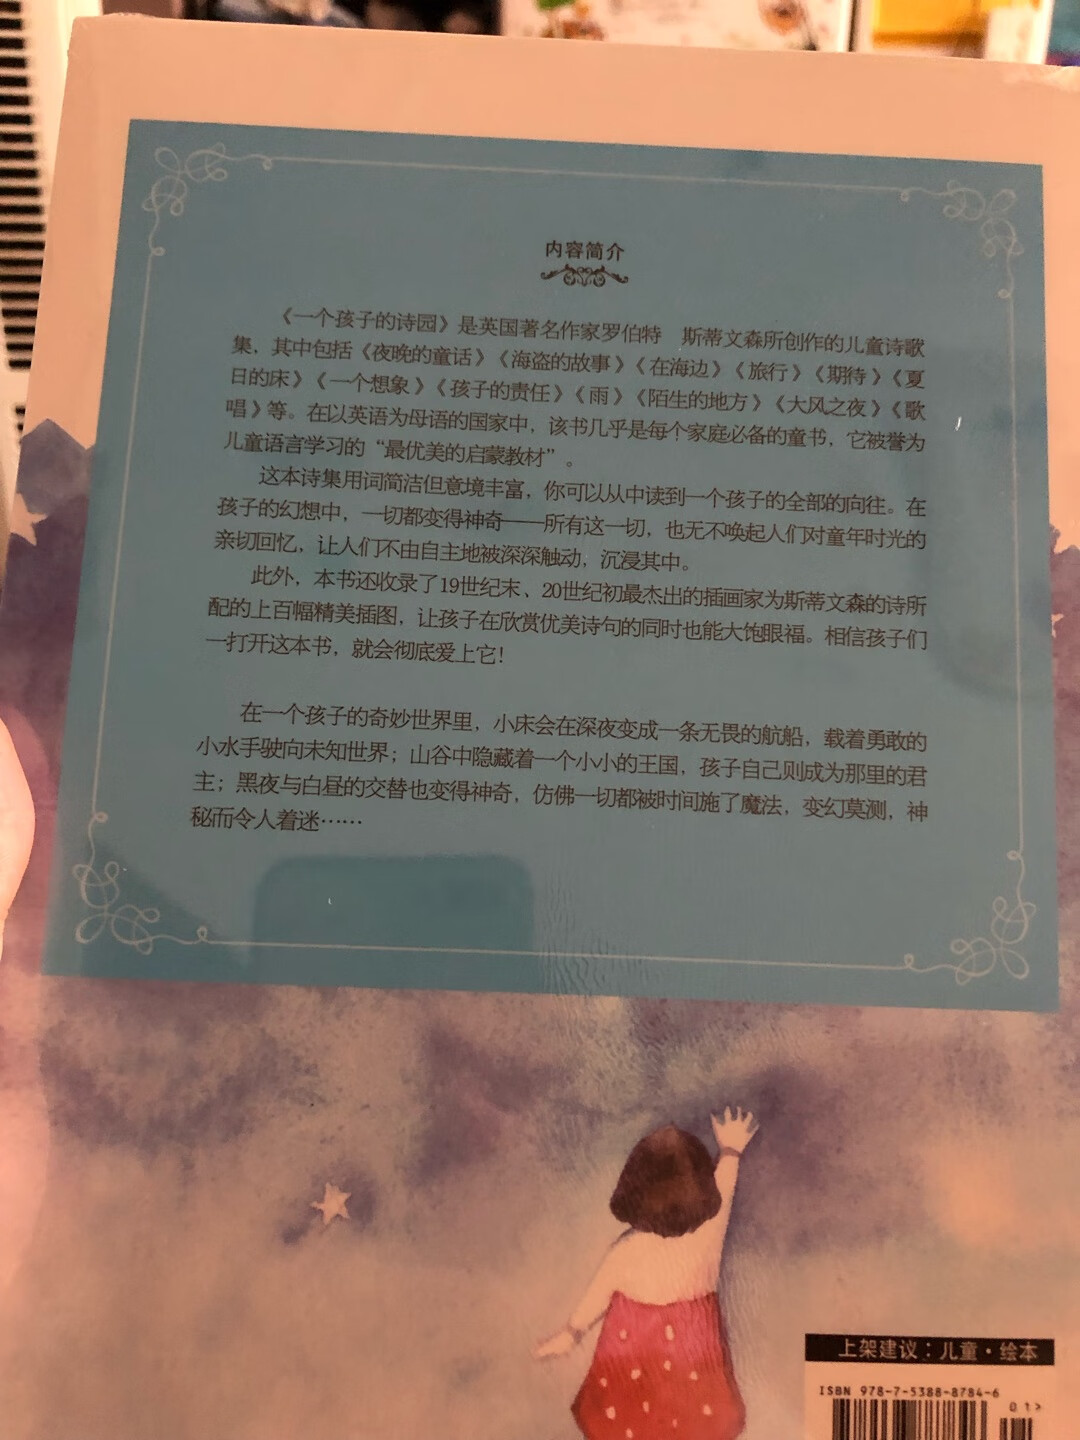 内容简介
《一个孩子的诗园》是英国著名作家罗伯特 斯蒂文森所创作的儿童诗歌
集，其中包括《夜晚的童话》《海盗的故事》《在海边》《旅行》《期待》《夏
日的床》《一个想象》《孩子的责任》《雨》《陌生的地方》《大风之夜》《歌
唱》等。在以英语为母语的国家中，该书几乎是每个家庭必备的童书，它被誉为
儿童语言学习的“最优美的启蒙教材”。
这本诗集用词简洁但意境丰富，你可以从中读到一个孩子的全部的向往。在
孩子的幻想中，一切都变得神奇——所有这一切，也无不唤起人们对童年时光的
亲切回忆，让人们不由自主地被深深触动，沉浸其中。
此外，本书还收录了19世纪末、20世纪初最杰出的插画家为斯蒂文森的诗所
配的上百幅精美插图，让孩子在欣赏优美诗句的同时也能大饱眼福。相信孩子们
一打开这本书，就会彻底爱上它！
在一个孩子的奇妙世界里，小床会在深夜变成一条无畏的航船，载着勇敢的
小水手驶向未知世界；山谷中隐藏着一个小小的王国，孩子自己则成为那里的君
主；黑夜与白昼的交替也变得神奇，仿佛一切都被时间施了魔法，变幻莫测，神
秘而令人着迷……
上架建议：儿童·绘本
ISBN 978-7-5388-8784-6
01>